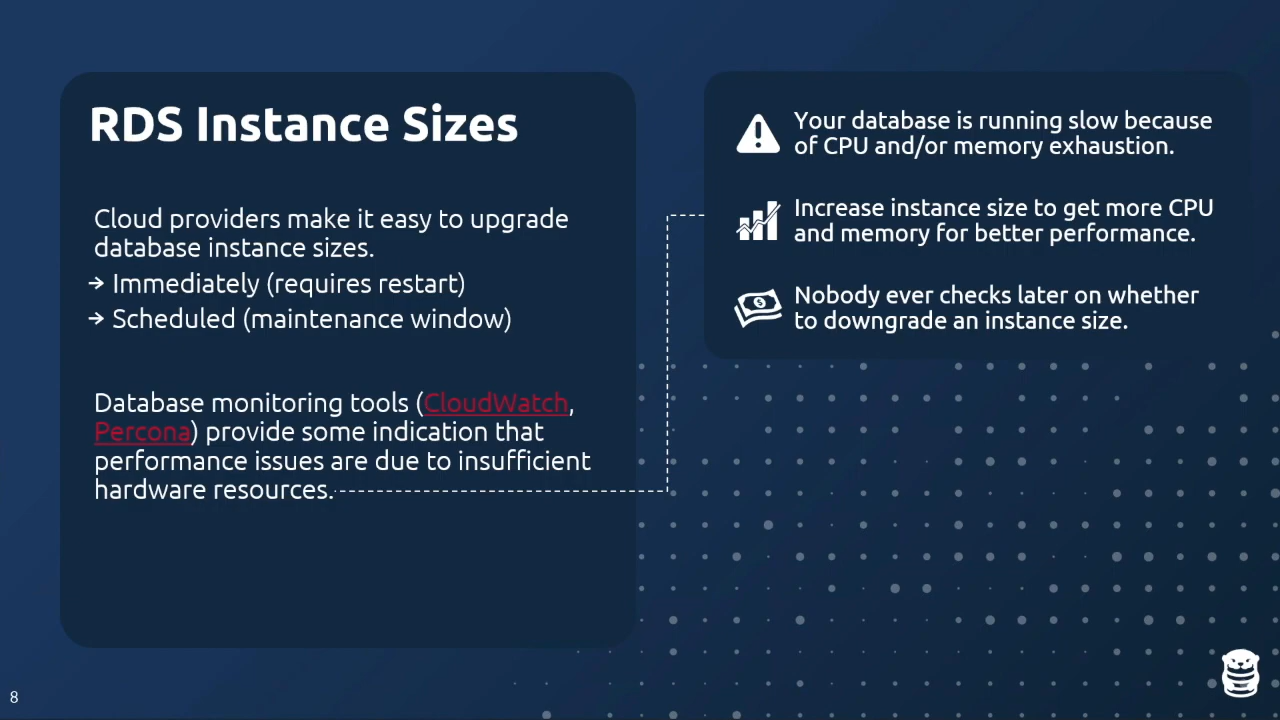 RDS Instance Sizes
Cloud providers make it easy to upgrade
database instance sizes.
→ Immediately (requires restart)
→ Scheduled (maintenance window)
Database monitoring tools (CloudWatch,
Percona) provide some indication that
performance issues are due to insufficient
hardware resources.
Your database is running slow because
of CPU and/or memory exhaustion.
Increase instance size to get more CPU
and memory for better performance.
Nobody ever checks later on whether
to downgrade an instance size.
8